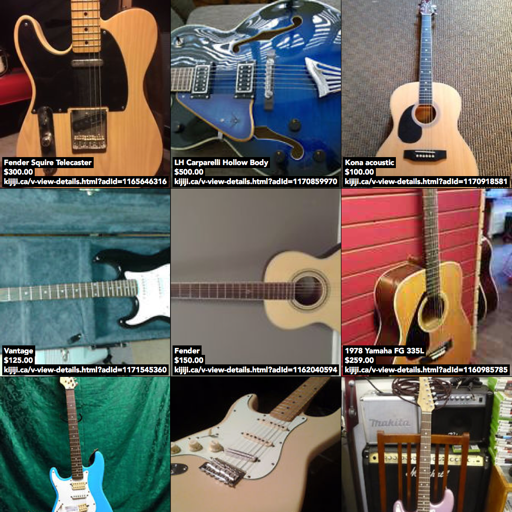 Fender Squire Telecaster
$300.00
kijiji.ca/v-view-details.html?adId=1165646316
LH Carparelli Hollow Body
$500.00
kijiji.ca/v-view-details.html?adId=1170859970
Kona acoustic
$100.00
kijiji.ca/v-view-details.html?adId=1170918581
Vantage
$125.00
kijiji.ca/v-view-details.html?adId=1171545360
Fender
$150.00
kijiji.ca/v-view-details.html?adId=1162040594
1978 Yamaha FG 335L
$259.00
kijiji.ca/v-view-details.html?adId=1160985785
makita
Marshall